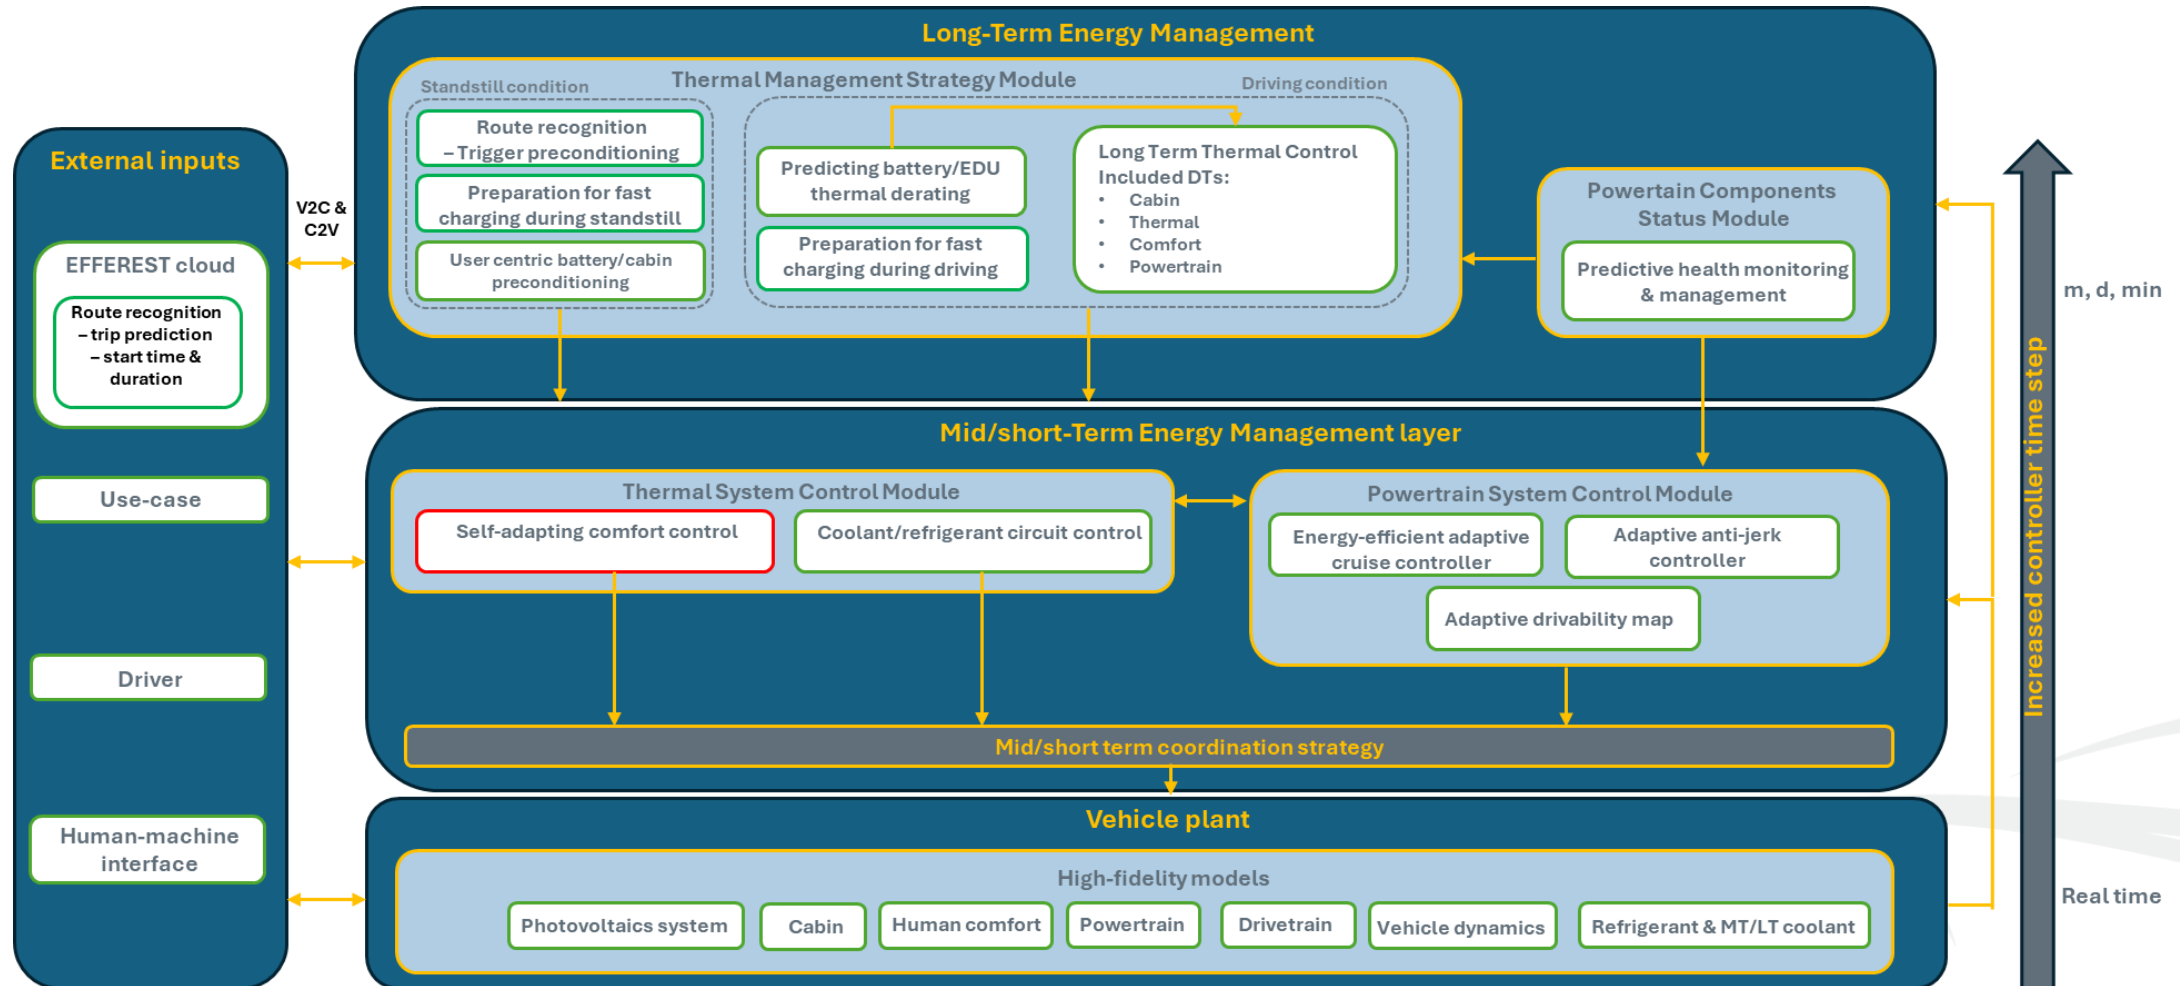 Long-Term Energy Management
Thermal Management Strategy Module
Standstill condition
Driving condition
Route recognition
– Trigger preconditioning
Preparation for fast
charging during standstill
User centric battery/cabin
preconditioning
Predicting battery/EDU
thermal derating
Preparation for fast
charging during driving
Long Term Thermal Control
Included DTs:
• Cabin
• Thermal
• Comfort
• Powertrain
Powertain Components
Status Module
Predictive health monitoring
& management
External inputs
V2C &
C2V
EFFEREST cloud
Route recognition
– trip prediction
– start time &
duration
Use-case
Driver
Human-machine
interface
Mid/short-Term Energy Management layer
Thermal System Control Module
Self-adapting comfort control
Coolant/refrigerant circuit control
Powertrain System Control Module
Energy-efficient adaptive
cruise controller
Adaptive anti-jerk
controller
Adaptive drivability map
Mid/short term coordination strategy
Vehicle plant
High-fidelity models
Photovoltaics system
Cabin
Human comfort
Powertrain
Drivetrain
Vehicle dynamics
Refrigerant & MT/LT coolant
Increased controller time step
m, d, min
Real time